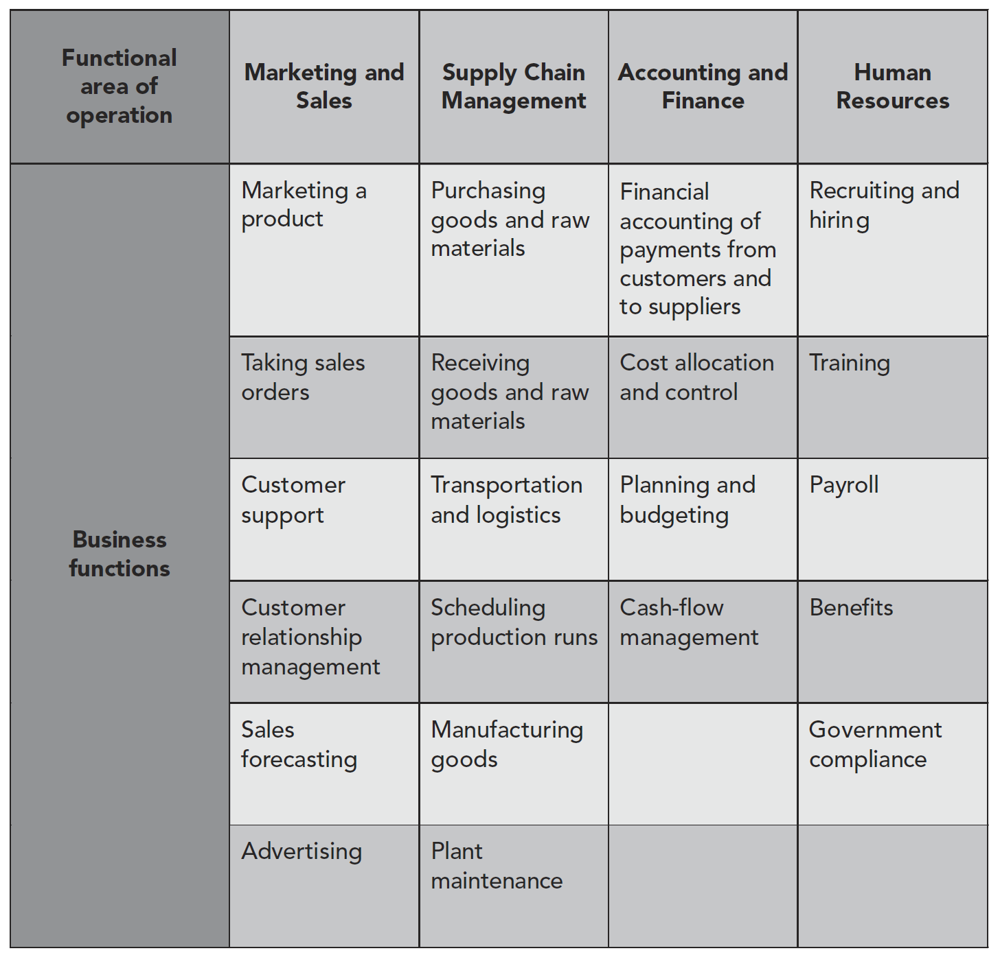 Functional
area of
operation
Marketing and
Sales
Supply Chain
Management
Accounting and
Finance
Human
Resources
Business
functions
Marketing a
product
Purchasing
goods and raw
materials
Financial
accounting of
payments from
customers and
to suppliers
Recruiting and
hiring
Taking sales
orders
Receiving
goods and raw
materials
Cost allocation
and control
Training
Customer
support
Transportation
and logistics
Planning and
budgeting
Payroll
Customer
relationship
management
Scheduling
production runs
Cash-flow
management
Benefits
Sales
forecasting
Manufacturing
goods
Government
compliance
Advertising
Plant
maintenance